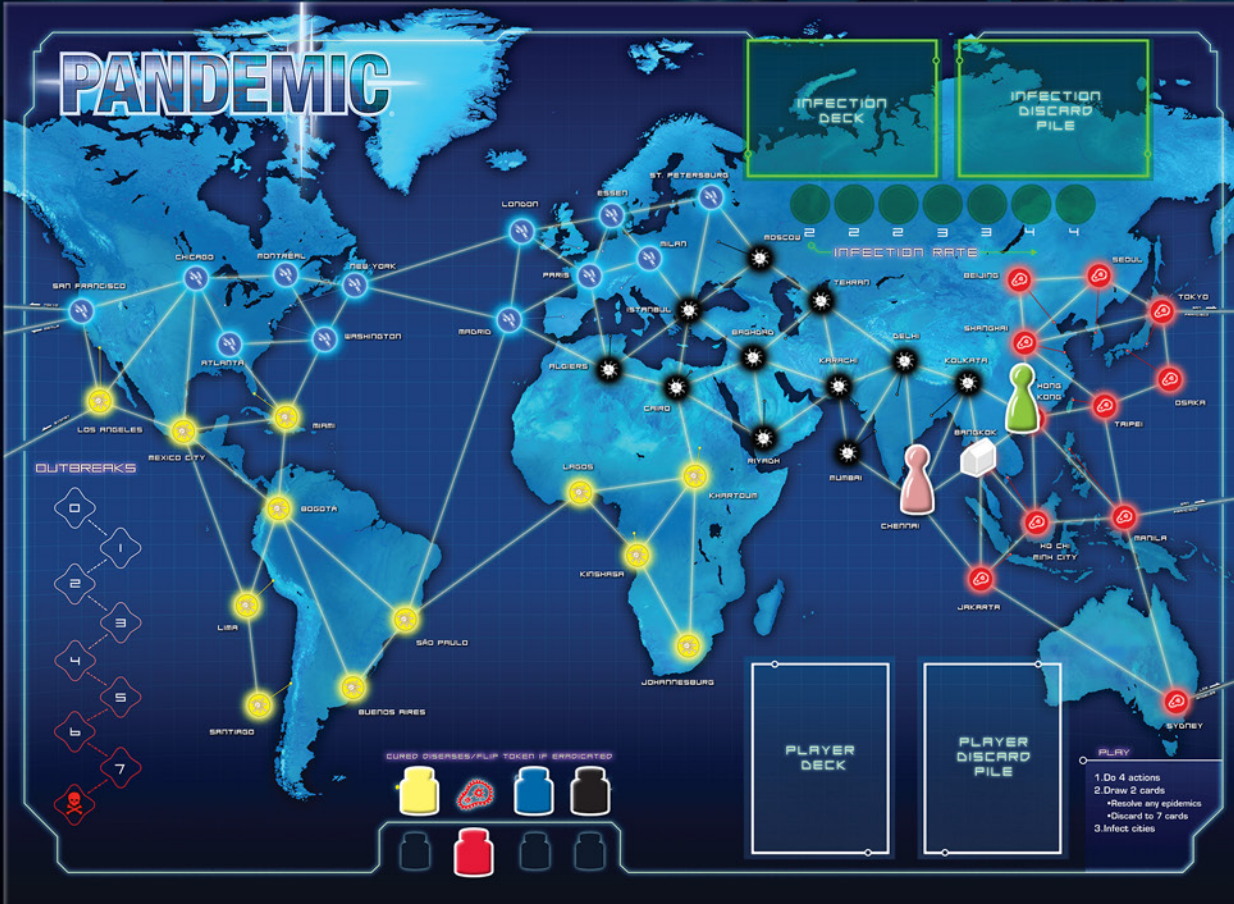 PANDEMIC
INFECTION
DECK
INFECTION
DISCARD
PILE
2 2 2 3 3 4 4
INFECTION RATE
ST. PETERSBURG
ESSEN
LONDON
MOSCOW
MILAN
CHICAGO
MONTRÉAL
NEW YORK
PARIS
BEIJING
SEOUL
SAN FRANCISCO
TEHRAN
TOKYO
ISTANBUL
MADRID
WASHINGTON
BAGHDAD
SHANGHAI
DELHI
ATLANTA
ALGIERS
KARACHI
KOLKATA
HONG
KONG
OSAKA
CAIRO
LOS ANGELES
MIAMI
TAIPEI
MEXICO CITY
RIYADH
BANGKOK
MUMBAI
LAGOS
KHARTOUM
BOGOTÁ
CHENNAI
MANILA
HO CHI
MINH CITY
KINSHASA
JAKARTA
LIMA
SÃO PAULO
JOHANNESBURG
BUENOS AIRES
SANTIAGO
SYDNEY
OUTBREAKS
0
1
2
3
4
5
6
7
CURED DISEASES/FLIP TOKEN IF ERADICATED
PLAYER
DECK
PLAYER
DISCARD
PILE
PLAY
1.Do 4 actions
2.Draw 2 cards
•Resolve any epidemics
•Discard to 7 cards
3.Infect cities